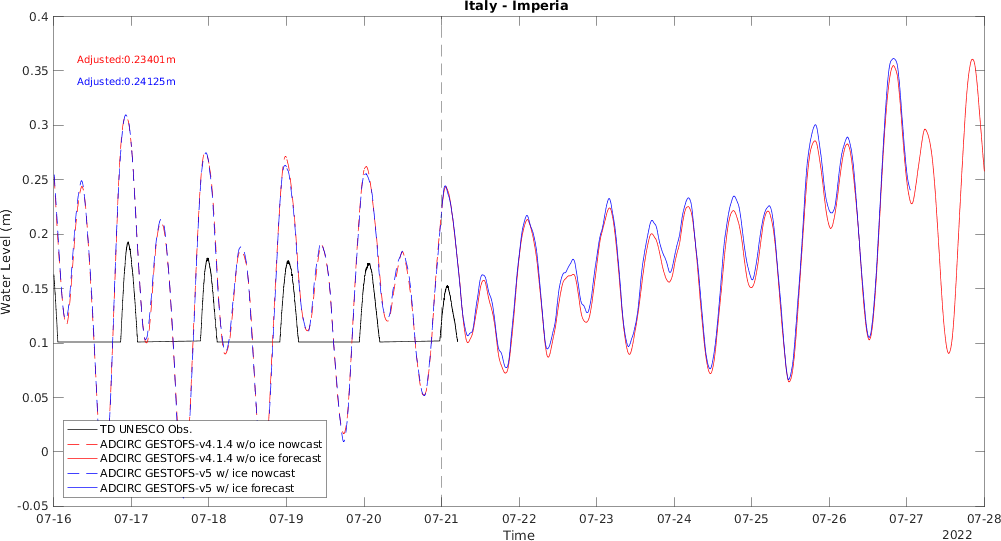 Italy - Imperia
Adjusted:0.23401m
Adjusted:0.24125m
Water Level (m)
0.4
0.35
0.3
0.25
0.2
0.15
0.1
0.05
0
-0.05
TD UNESCO Obs.
ADCIRC GESTOFS-v4.1.4 w/o ice nowcast
ADCIRC GESTOFS-v4.1.4 w/o ice forecast
ADCIRC GESTOFS-v5 w/ ice nowcast
ADCIRC GESTOFS-v5 w/ ice forecast
07-16 07-17 07-18 07-19 07-20 07-21 07-22 07-23 07-24 07-25 07-26 07-27 07-28
Time
2022